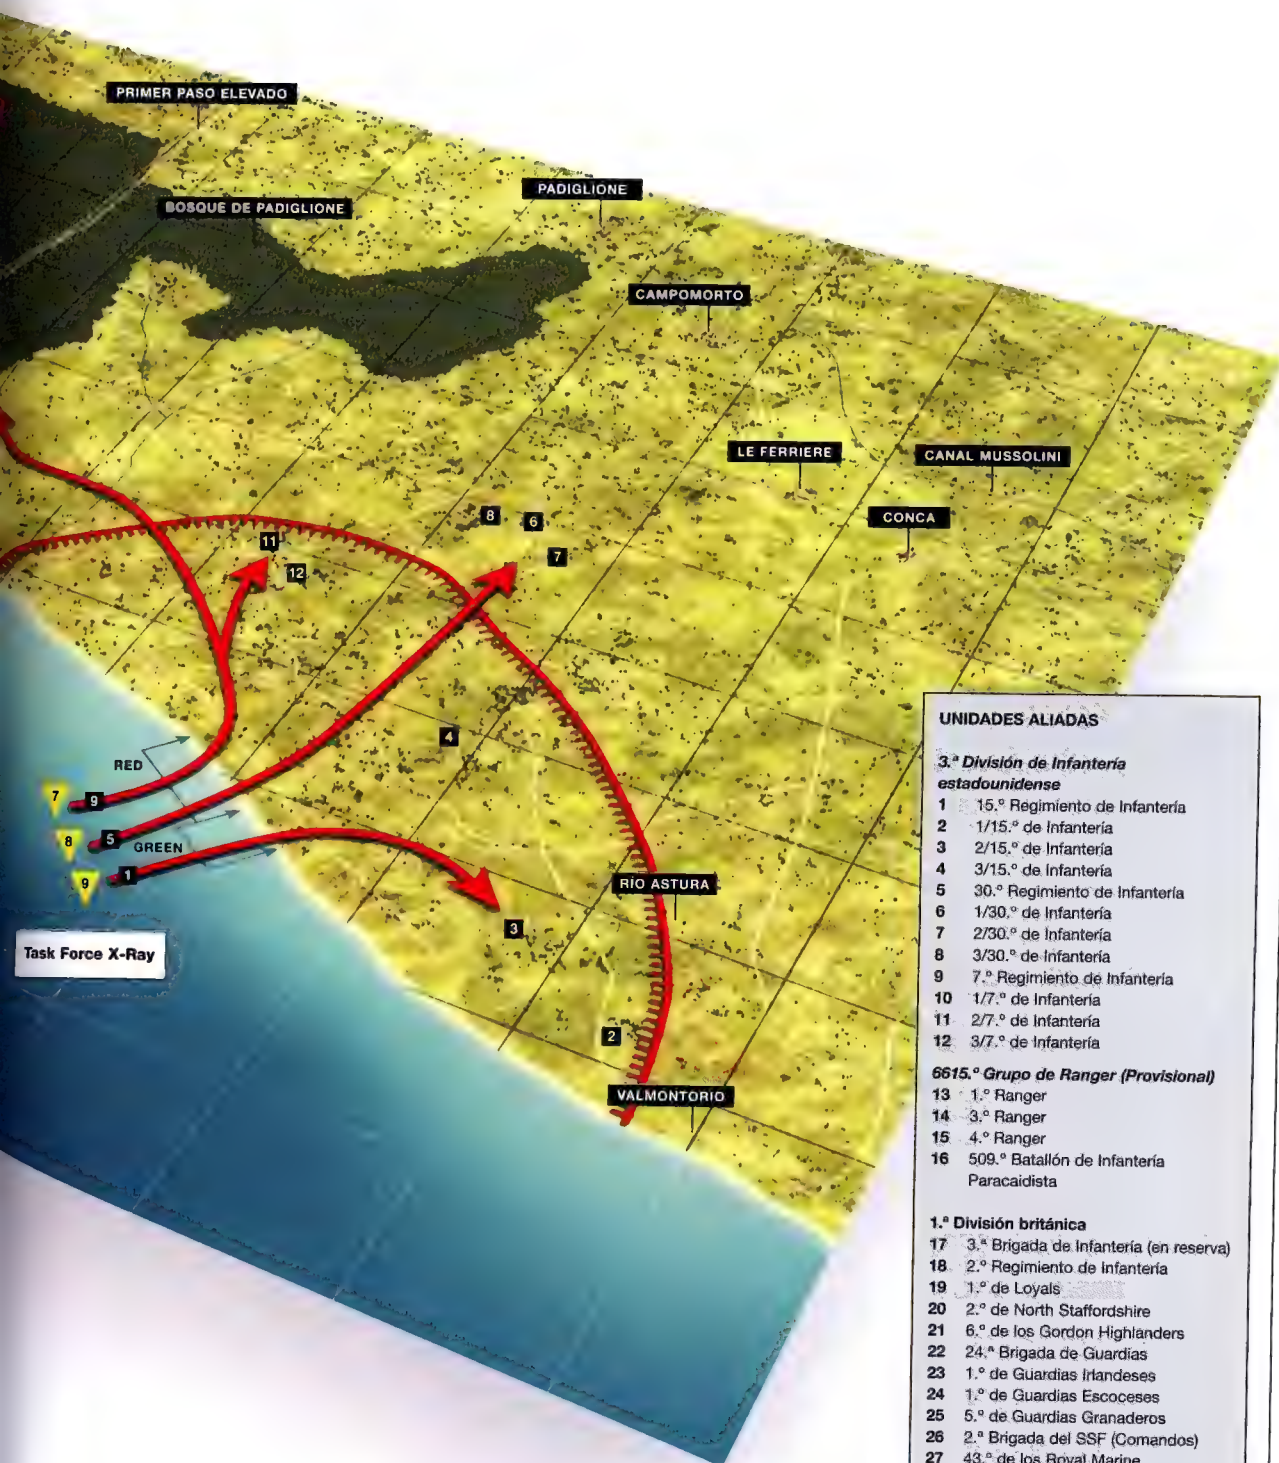 PRIMER PASO ELEVADO
PADIGLIONE
BOSQUE DE PADIGLIONE
CAMPOMORTO
LE FERRIERE
CANAL MUSSOLINI
CONCA
8
6
7
11
12
4
RED
7
9
8
5
GREEN
9
1
RÍO ASTURA
3
Task Force X-Ray
2
VALMONTORIO
UNIDADES ALIADAS
3.ª División de Infantería
estadounidense
1 15.º Regimiento de Infantería
2 1/15.º de Infantería
3 2/15.º de Infantería
4 3/15.º de Infantería
5 30.º Regimiento de Infantería
6 1/30.º de Infantería
7 2/30.º de Infantería
8 3/30.º de Infantería
9 7.º Regimiento de Infantería
10 1/7.º de Infantería
11 2/7.º de Infantería
12 3/7.º de Infantería
6615.º Grupo de Ranger (Provisional)
13 1.º Ranger
14 3.º Ranger
15 4.º Ranger
16 509.º Batallón de Infantería
Paracaidista
1.ª División británica
17 3.ª Brigada de Infantería (en reserva)
18 2.º Regimiento de Infantería
19 1.º de Loyals
20 2.º de North Staffordshire
21 6.º de los Gordon Highlanders
22 24.ª Brigada de Guardias
23 1.º de Guardias Irlandeses
24 1.º de Guardias Escoceses
25 5.º de Guardias Granaderos
26 2.ª Brigada del SSF (Comandos)
27 43.º de los Royal Marine